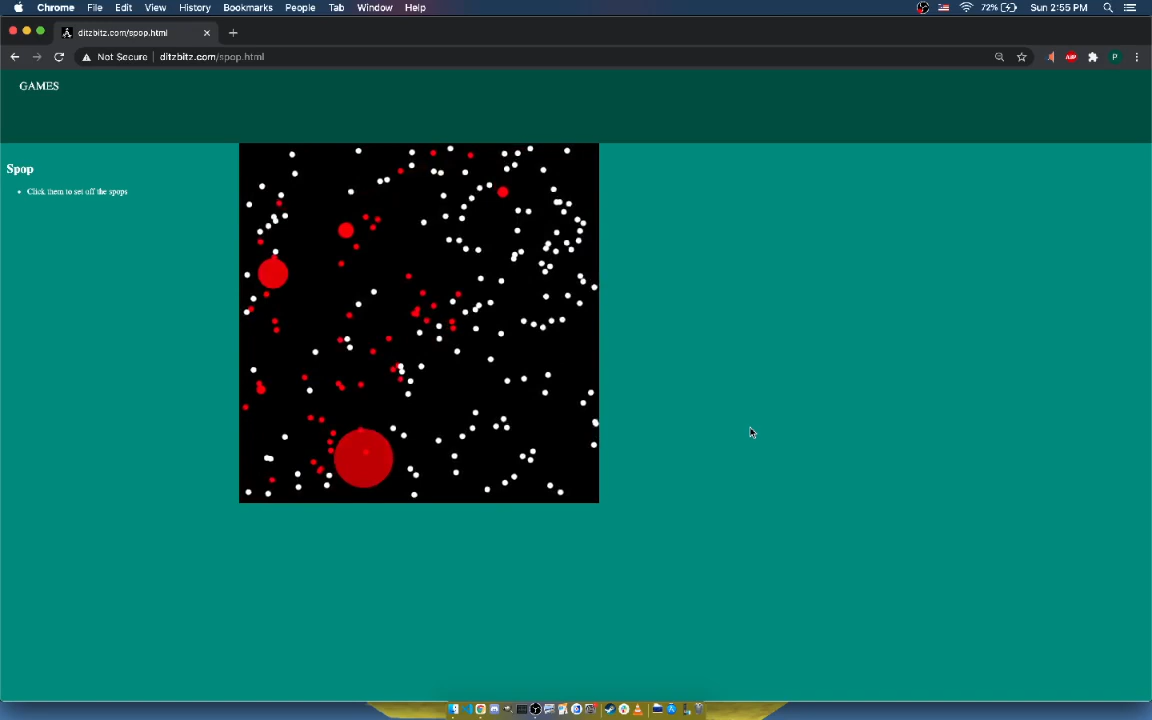 Chrome File Edit View History Bookmarks People Tab Window Help 72% Sun 2:55 PM
ditzbitz.com/spop.html
Not Secure ditzbitz.com/spop.html P
GAMES
Spop
• Click them to set off the spops